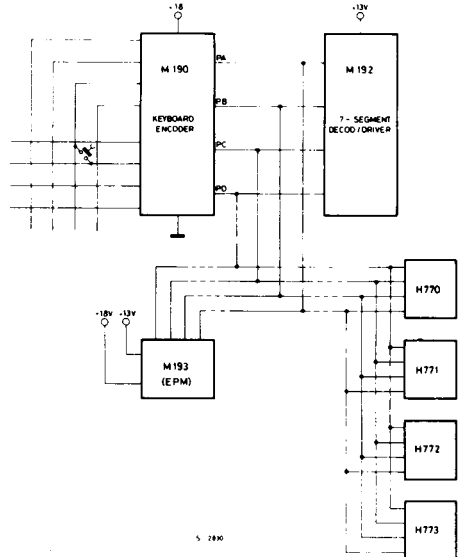 +18
+13V
M 190
KEYBOARD
ENCODER
PA
PB
PC
PD
M 192
7 - SEGMENT
DECOD/DRIVER
+18V
+13V
M 193
(EPM)
H770
H771
H772
H773